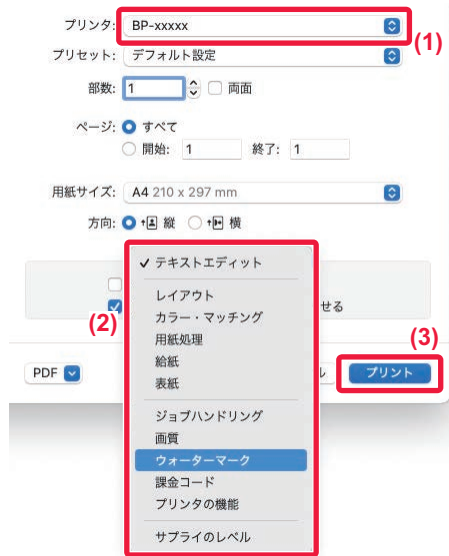 プリンタ: BP-xxxxx
(1)
プリセット: デフォルト設定
部数: 1 両面
ページ: すべて
開始: 1 終了: 1
用紙サイズ: A4 210 x 297 mm
方向: 縦 横
✓ テキストエディット
レイアウト
せる
カラー・マッチング
(2)
用紙処理
(3)
給紙
PDF
ル
プリント
表紙
ジョブハンドリング
画質
ウォーターマーク
課金コード
プリンタの機能
サプライのレベル